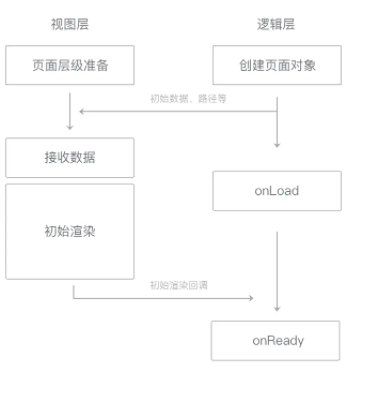 视图层
逻辑层
页面层级准备
创建页面对象
初始数据、路径等
接收数据
onLoad
初始渲染
初始渲染回调
onReady